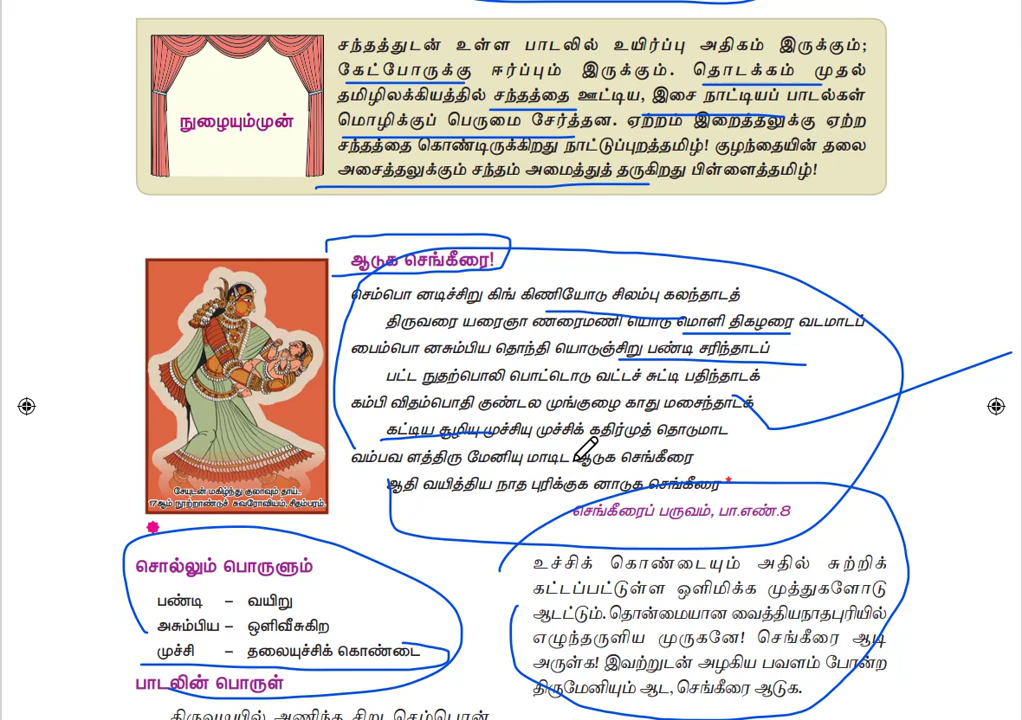 நுழையும்முன்
சந்தத்துடன் உள்ள பாடலில் உயிர்ப்பு அதிகம் இருக்கும்;
கேட்போருக்கு ஈர்ப்பும் இருக்கும். தொடக்கம் முதல்
தமிழிலக்கியத்தில் சந்தத்தை ஊட்டிய, இசை நாட்டியப் பாடல்கள்
மொழிக்குப் பெருமை சேர்த்தன. ஏற்றம் இறைத்தலுக்கு ஏற்ற
சந்தத்தை கொண்டிருக்கிறது நாட்டுப்புறத்தமிழ்! குழந்தையின் தலை
அசைத்தலுக்கும் சந்தம் அமைத்துத் தருகிறது பிள்ளைத்தமிழ்!
ஆடுக செங்கீரை!
செம்பொ னடிச்சிறு கிங் கிணியோடு சிலம்பு கலந்தாடத்
திருவரை யரைஞா ணரைமணி யொடு மொளி திகழரை வடமாடப்
பைம்பொ னசும்பிய தொந்தி யொடுஞ்சிறு பண்டி சரிந்தாடப்
பட்ட நுதற்பொலி பொட்டொடு வட்டச் சுட்டி பதிந்தாடக்
கம்பி விதம்பொதி குண்டல முங்குழை காது மசைந்தாடக்
கட்டிய சூழியு முச்சியு முச்சிக் கதிர்முத் தொடுமாட
வம்பவ ளத்திரு மேனியு மாடிட ஆடுக செங்கீரை
ஆதி வயித்திய நாத புரிக்குக னாடுக செங்கீரை *
செங்கீரைப் பருவம், பா.எண்.8
சேயுடன் மகிழ்ந்து குலாவும் தாய்.
17ஆம் நூற்றாண்டுச் சுவரோவியம், சிதம்பரம்.
சொல்லும் பொருளும்
பண்டி – வயிறு
அசும்பிய – ஒளிவீசுகிற
முச்சி – தலையுச்சிக் கொண்டை
பாடலின் பொருள்
திருவடியில் அணிந்த சிறு செம்பொன்
உச்சிக் கொண்டையும் அதில் சுற்றிக்
கட்டப்பட்டுள்ள ஒளிமிக்க முத்துகளோடு
ஆடட்டும். தொன்மையான வைத்தியநாதபுரியில்
எழுந்தருளிய முருகனே! செங்கீரை ஆடி
அருள்க! இவற்றுடன் அழகிய பவளம் போன்ற
திருமேனியும் ஆட, செங்கீரை ஆடுக.